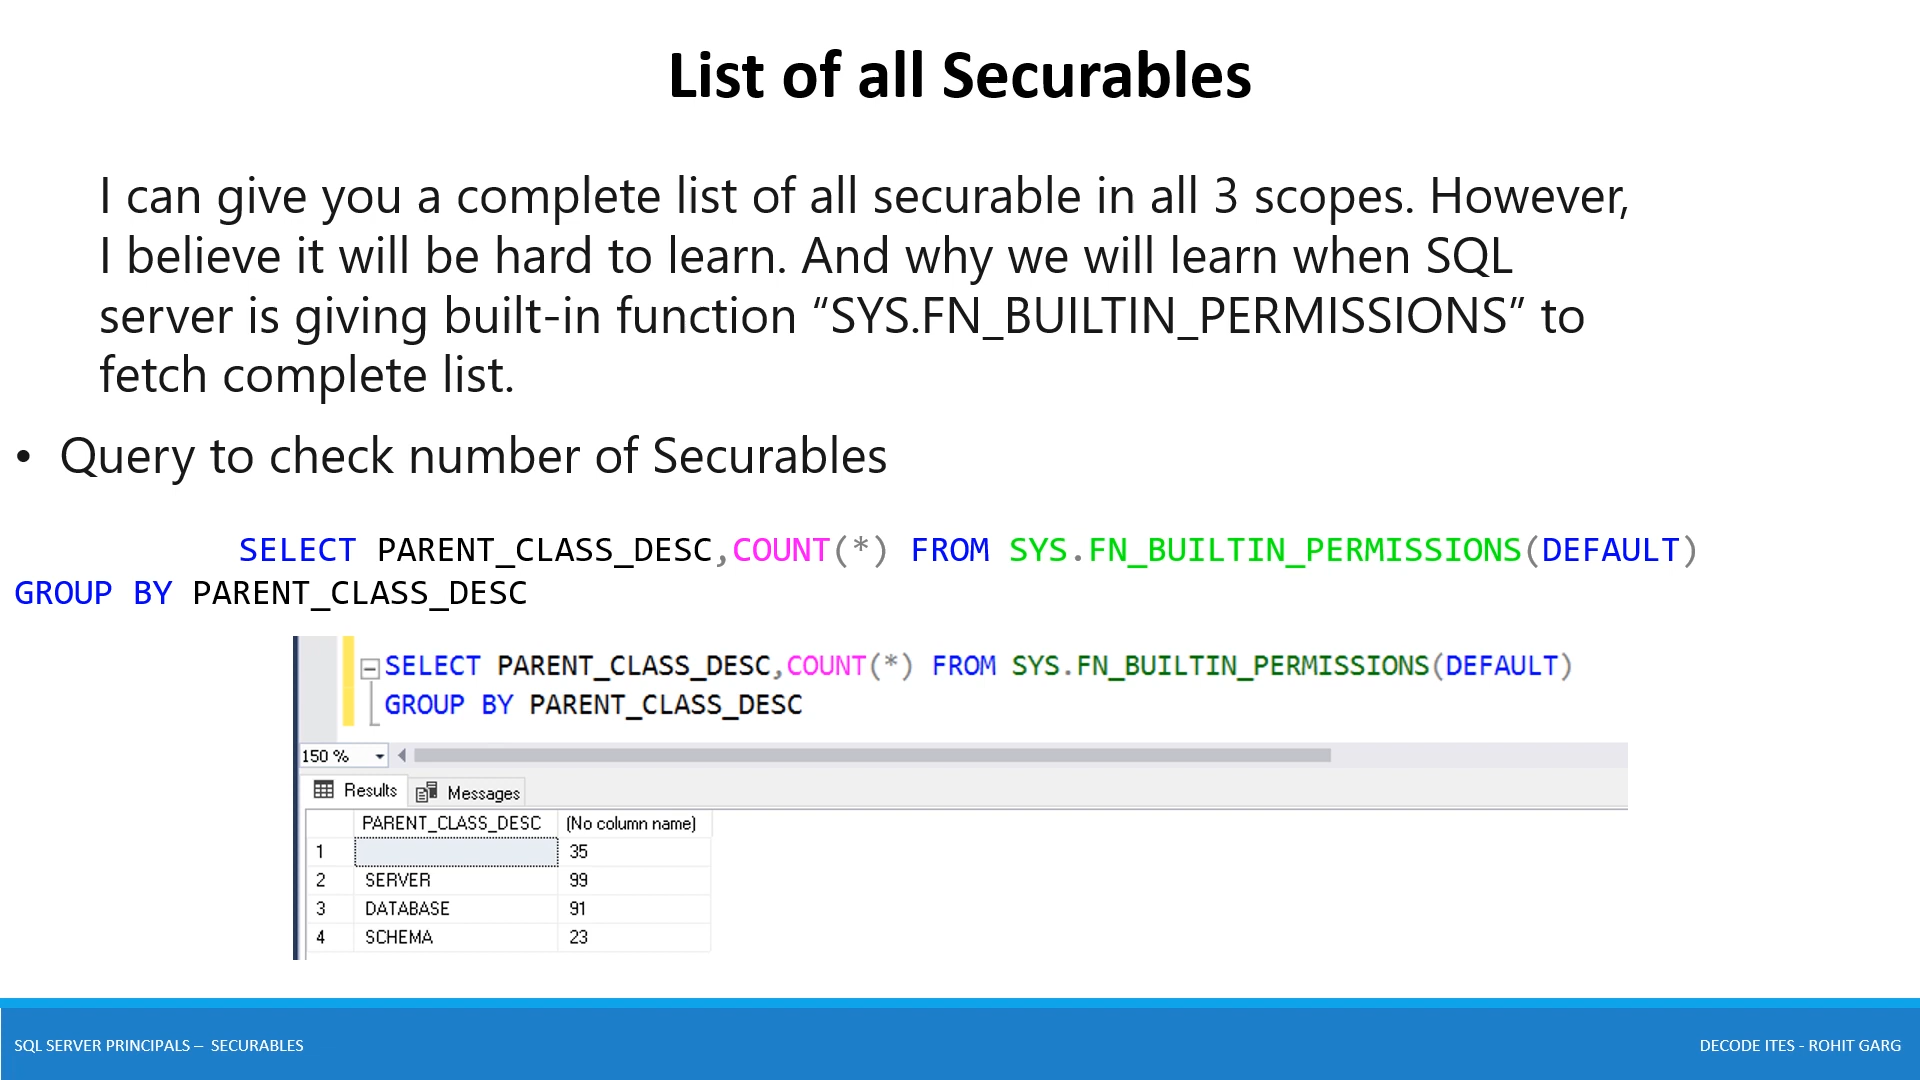 List of all Securables
I can give you a complete list of all securable in all 3 scopes. However,
I believe it will be hard to learn. And why we will learn when SQL
server is giving built-in function “SYS.FN_BUILTIN_PERMISSIONS” to
fetch complete list.
• Query to check number of Securables
SELECT PARENT_CLASS_DESC,COUNT(*) FROM SYS.FN_BUILTIN_PERMISSIONS(DEFAULT)
GROUP BY PARENT_CLASS_DESC
SELECT PARENT_CLASS_DESC,COUNT(*) FROM SYS.FN_BUILTIN_PERMISSIONS(DEFAULT)
GROUP BY PARENT_CLASS_DESC
150 %
Results Messages
PARENT_CLASS_DESC (No column name)
1 35
2 SERVER 99
3 DATABASE 91
4 SCHEMA 23
SQL SERVER PRINCIPALS – SECURABLES
DECODE ITES - ROHIT GARG